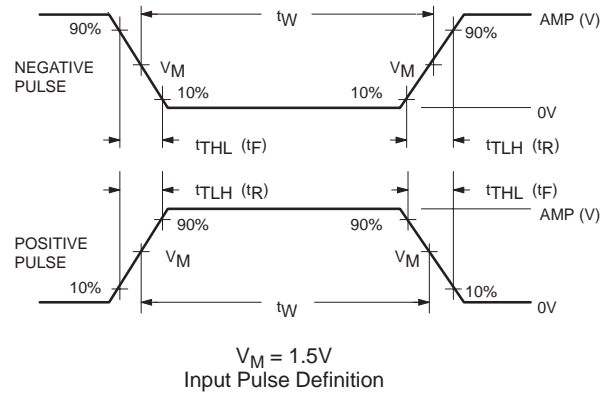 tW
AMP (V)
90%
90%
NEGATIVE
PULSE
VM
VM
10%
10%
0V
tTHL (tF)
tTLH (tR)
tTLH (tR)
tTHL (tF)
AMP (V)
90%
90%
POSITIVE
PULSE
VM
VM
10%
10%
tW
0V
VM = 1.5V
Input Pulse Definition